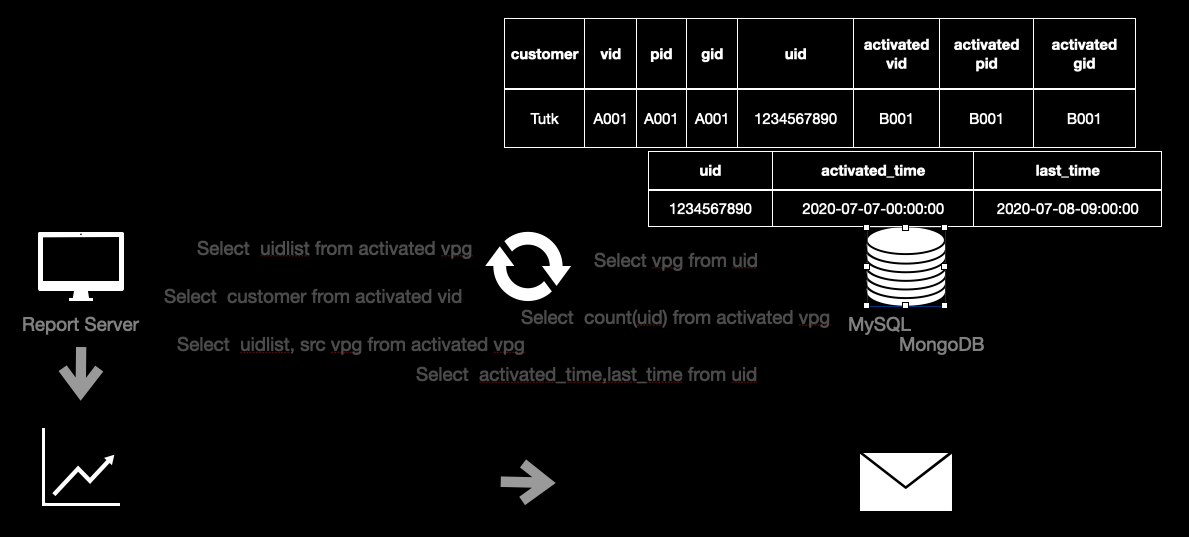 customer vid pid gid uid activated vid activated pid activated gid
Tutk A001 A001 A001 1234567890 B001 B001 B001
uid activated_time last_time
1234567890 2020-07-07-00:00:00 2020-07-08-09:00:00
Select uidlist from activated vpg
Select vpg from uid
Select customer from activated vid
Select count(uid) from activated vpg
Report Server
MySQL
Select uidlist, src vpg from activated vpg
MongoDB
Select activated_time,last_time from uid